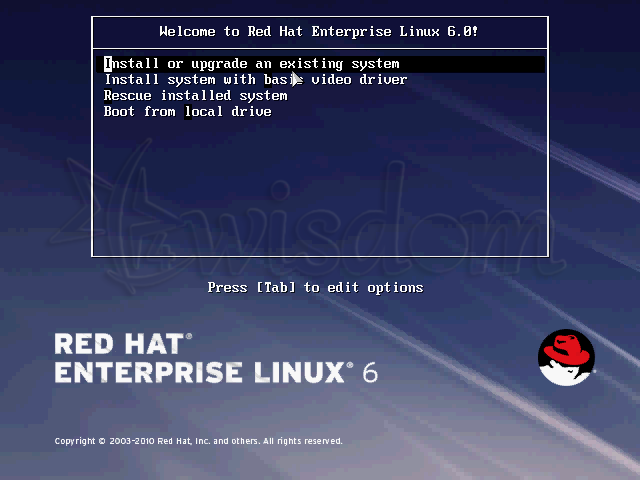 Welcome to Red Hat Enterprise Linux 6.0!
Install or upgrade an existing system
Install system with basic video driver
Rescue installed system
Boot from local drive
wisdom
Press [Tab] to edit options
RED HAT®
ENTERPRISE LINUX® 6
Copyright © 2003-2010 Red Hat, Inc. and others. All rights reserved.